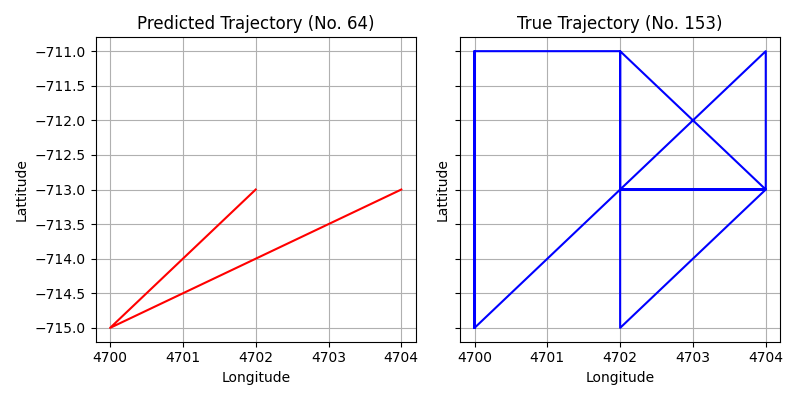 Predicted Trajectory (No. 64)
−711.0
−711.5
−712.0
−712.5
−713.0
−713.5
−714.0
−714.5
−715.0
Lattitude
4700 4701 4702 4703 4704
Longitude
True Trajectory (No. 153)
Lattitude
4700 4701 4702 4703 4704
Longitude